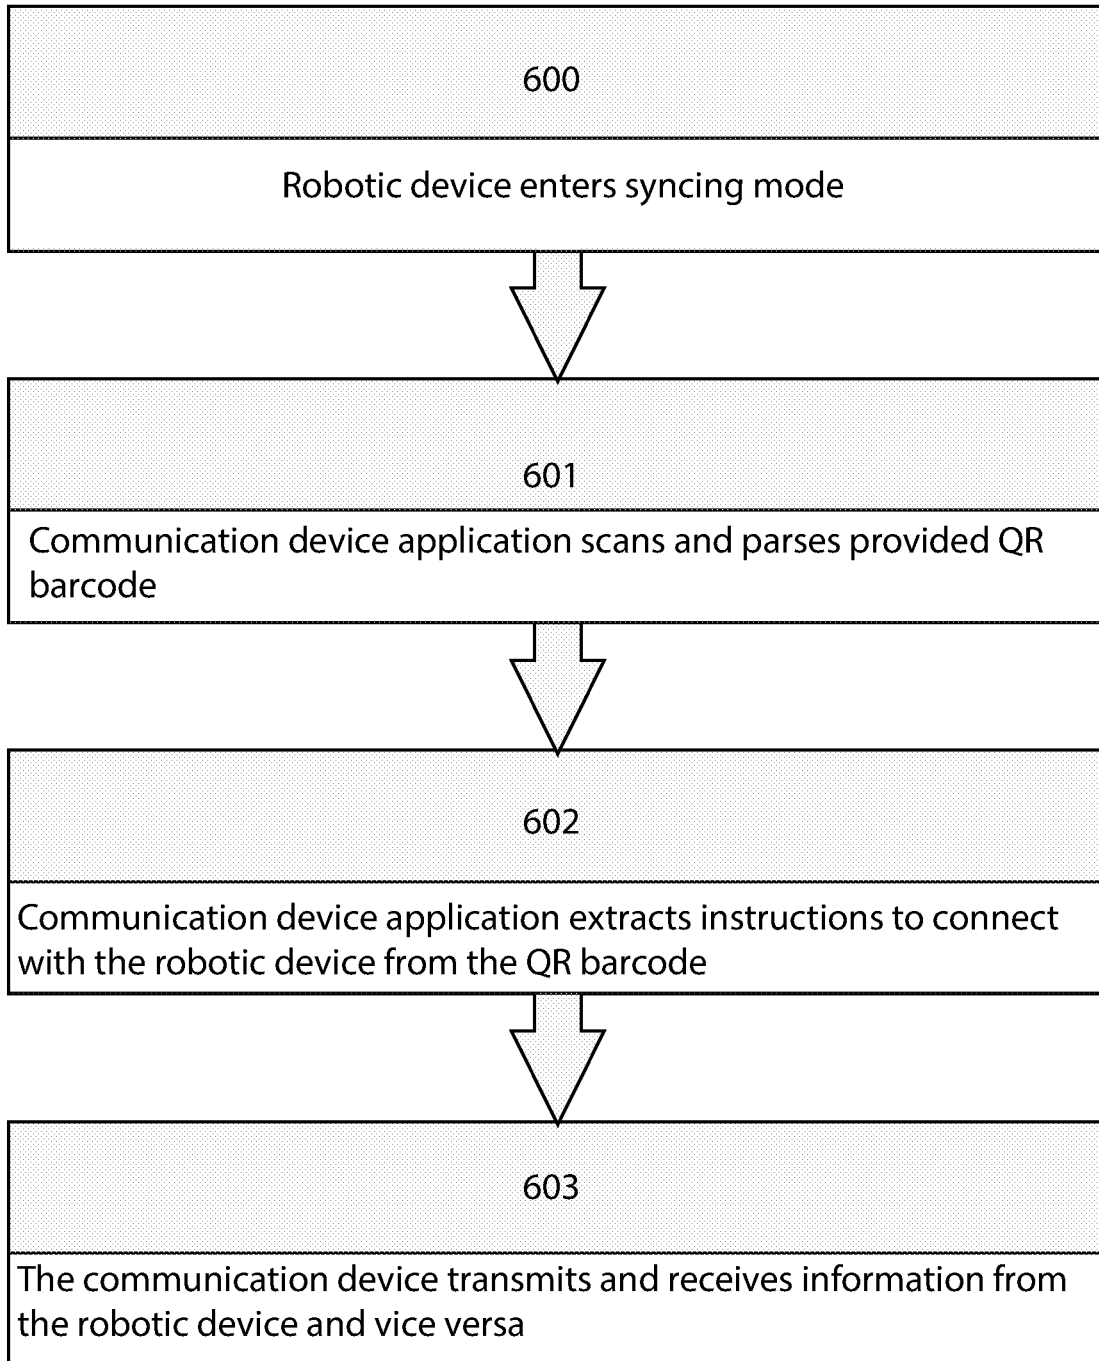 600
Robotic device enters syncing mode
601
Communication device application scans and parses provided QR
barcode
602
Communication device application extracts instructions to connect
with the robotic device from the QR barcode
603
The communication device transmits and receives information from
the robotic device and vice versa